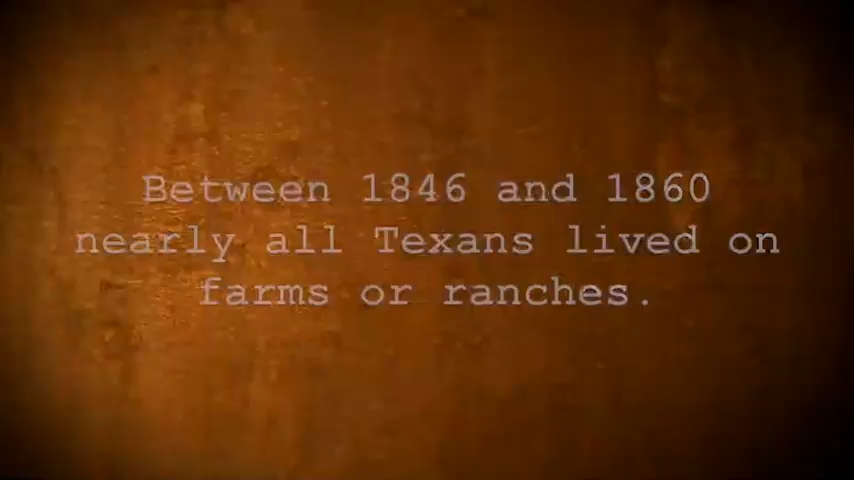 Between 1846 and 1860
nearly all Texans lived on
farms or ranches.